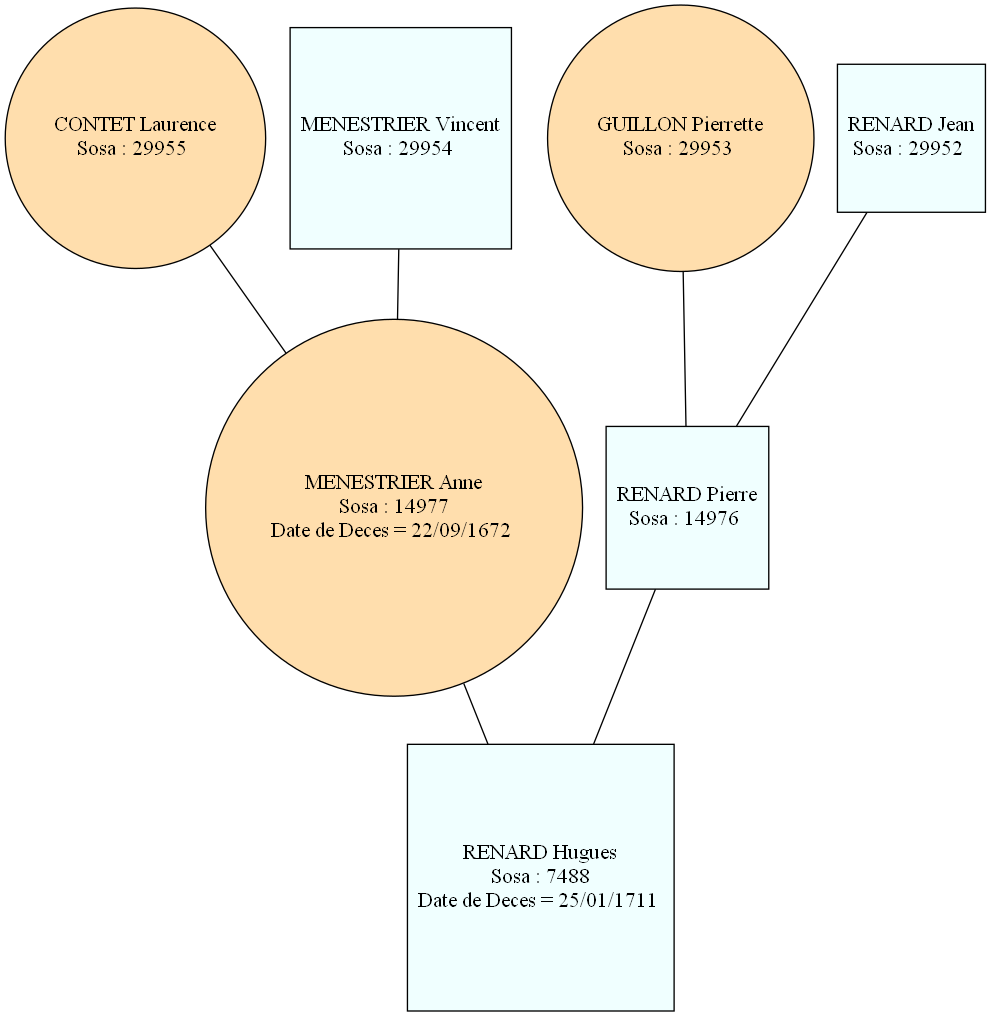 CONTET Laurence
Sosa : 29955
MENESTRIER Vincent
Sosa : 29954
GUILLON Pierrette
Sosa : 29953
RENARD Jean
Sosa : 29952
MENESTRIER Anne
Sosa : 14977
Date de Deces = 22/09/1672
RENARD Pierre
Sosa : 14976
RENARD Hugues
Sosa : 7488
Date de Deces = 25/01/1711